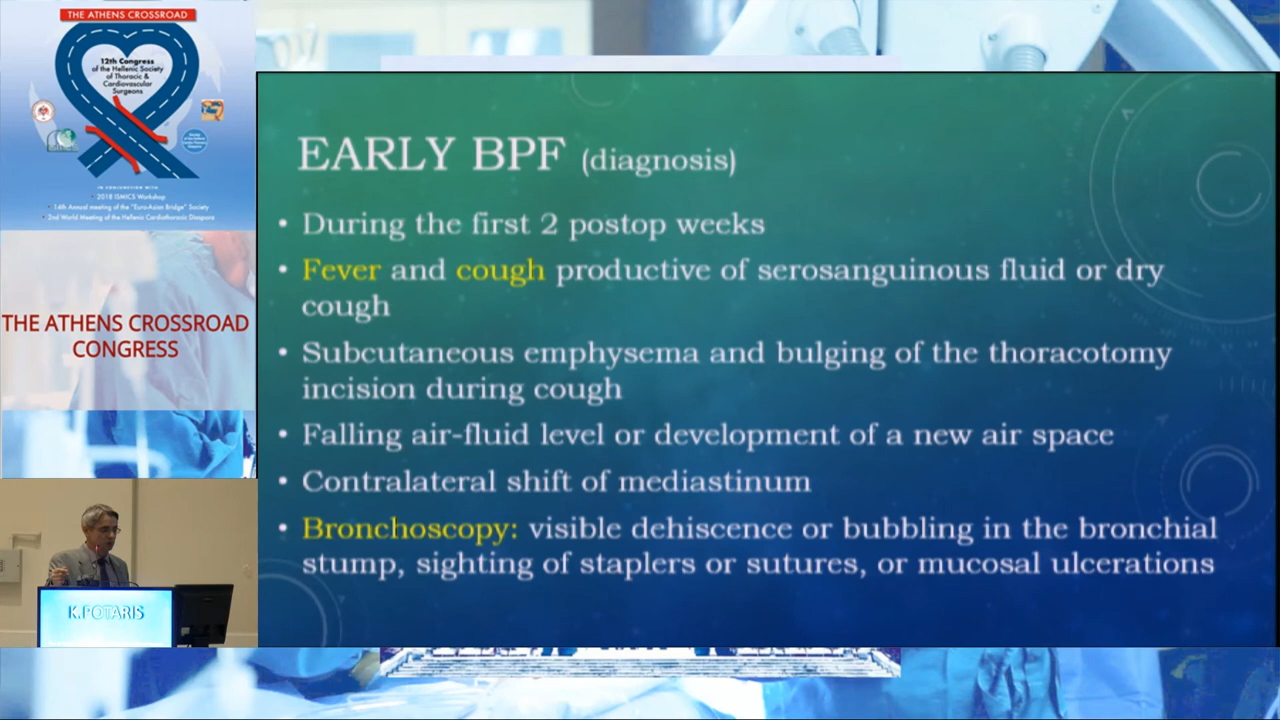 THE ATHENS CROSSROAD
12th Congress
of the Hellenic Society
of Thoracic &
Cardiovascular
Surgeons
IN CONJUNCTION WITH
• 2018 ISMICS Workshop
• 14th Annual meeting of the "Euro-Asian Bridge" Society
• 2nd World Meeting of the Hellenic Cardiothoracic Diaspora
THE ATHENS CROSSROAD
CONGRESS
K.POTARIS
EARLY BPF (diagnosis)
• During the first 2 postop weeks
• Fever and cough productive of serosanguinous fluid or dry
cough
• Subcutaneous emphysema and bulging of the thoracotomy
incision during cough
• Falling air-fluid level or development of a new air space
• Contralateral shift of mediastinum
• Bronchoscopy: visible dehiscence or bubbling in the bronchial
stump, sighting of staplers or sutures, or mucosal ulcerations